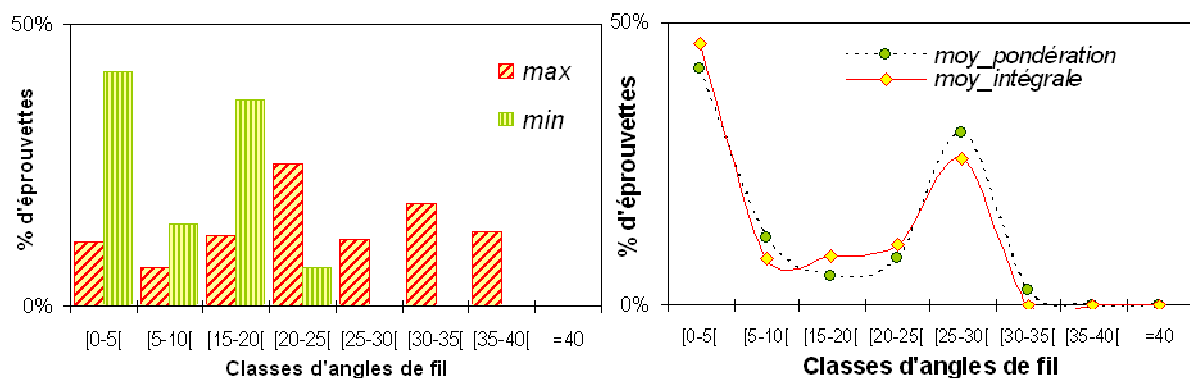 50%
max
min
% d'éprouvettes
0%
[0-5[ [5-10[ [15-20[ [20-25[ [25-30[ [30-35[ [35-40[ =40
Classes d'angles de fil
50%
moy_pondération
moy_intégrale
% d'éprouvettes
0%
[0-5[ [5-10[ [15-20[ [20-25[ [25-30[ [30-35[ [35-40[ =40
Classes d'angles de fil